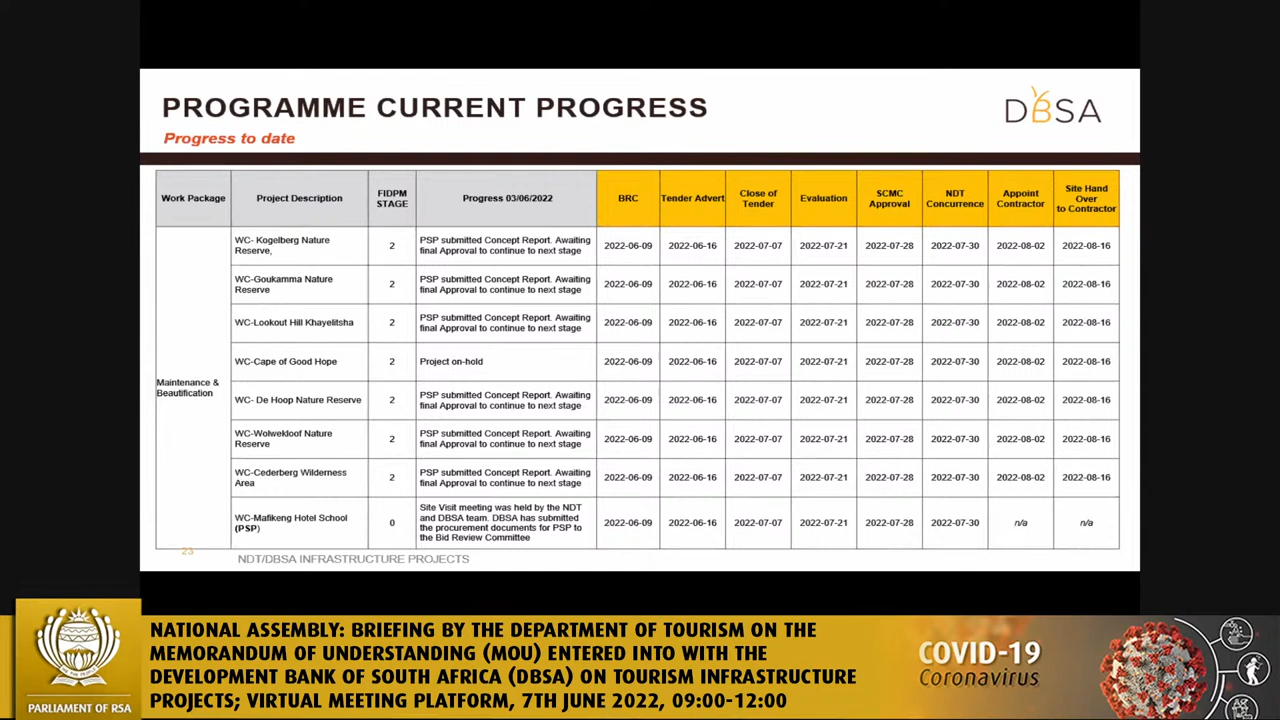 PROGRAMME CURRENT PROGRESS
Progress to date
DBSA
Work Package Project Description FIDPM STAGE Progress 03/06/2022 BRC Tender Advert Close of Tender Evaluation SCMC Approval NDT Concurrence Appoint Contractor Site Hand Over to Contractor
Maintenance & Beautification
WC- Kogelberg Nature Reserve, 2 PSP submitted Concept Report. Awaiting final Approval to continue to next stage 2022-06-09 2022-06-16 2022-07-07 2022-07-21 2022-07-28 2022-07-30 2022-08-02 2022-08-16
WC-Goukamma Nature Reserve 2 PSP submitted Concept Report. Awaiting final Approval to continue to next stage 2022-06-09 2022-06-16 2022-07-07 2022-07-21 2022-07-28 2022-07-30 2022-08-02 2022-08-16
WC-Lookout Hill Khayelitsha 2 PSP submitted Concept Report. Awaiting final Approval to continue to next stage 2022-06-09 2022-06-16 2022-07-07 2022-07-21 2022-07-28 2022-07-30 2022-08-02 2022-08-16
WC-Cape of Good Hope 2 Project on-hold 2022-06-09 2022-06-16 2022-07-07 2022-07-21 2022-07-28 2022-07-30 2022-08-02 2022-08-16
WC- De Hoop Nature Reserve 2 PSP submitted Concept Report. Awaiting final Approval to continue to next stage 2022-06-09 2022-06-16 2022-07-07 2022-07-21 2022-07-28 2022-07-30 2022-08-02 2022-08-16
WC-Wolwekloof Nature Reserve 2 PSP submitted Concept Report. Awaiting final Approval to continue to next stage 2022-06-09 2022-06-16 2022-07-07 2022-07-21 2022-07-28 2022-07-30 2022-08-02 2022-08-16
WC-Cederberg Wilderness Area 2 PSP submitted Concept Report. Awaiting final Approval to continue to next stage 2022-06-09 2022-06-16 2022-07-07 2022-07-21 2022-07-28 2022-07-30 2022-08-02 2022-08-16
WC-Mafikeng Hotel School (PSP) 0 Site Visit meeting was held by the NDT and DBSA team. DBSA has submitted the procurement documents for PSP to the Bid Review Committee 2022-06-09 2022-06-16 2022-07-07 2022-07-21 2022-07-28 2022-07-30 n/a n/a
23
NDT/DBSA INFRASTRUCTURE PROJECTS
NATIONAL ASSEMBLY: BRIEFING BY THE DEPARTMENT OF TOURISM ON THE
MEMORANDUM OF UNDERSTANDING (MOU) ENTERED INTO WITH THE
DEVELOPMENT BANK OF SOUTH AFRICA (DBSA) ON TOURISM INFRASTRUCTURE
PROJECTS; VIRTUAL MEETING PLATFORM, 7TH JUNE 2022, 09:00-12:00
PARLIAMENT OF RSA
COVID-19
Coronavirus